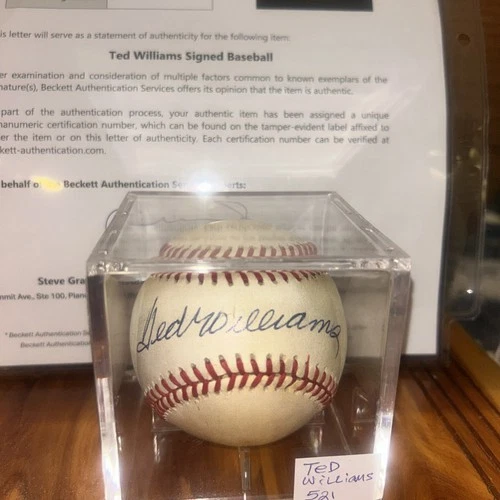 is letter will serve as a statement of authenticity for the following item:
Ted Williams Signed Baseball
er examination and consideration of multiple factors common to known exemplars of the
nature(s), Beckett Authentication Services offers its opinion that the item is authentic.
part of the authentication process, your authentic item has been assigned a unique
hanumeric certification number, which can be found on the tamper-evident label affixed to
er the item or on this letter of authenticity. Each certification number can be verified at
kett-authentication.com.
behalf o Beckett Authentication Se erts:
Steve Gra
mmit Ave., Ste 100, Plan
* Beckett Authentication Se
Beckett Authentication
Ted Williams
TeD
WilliAms
521